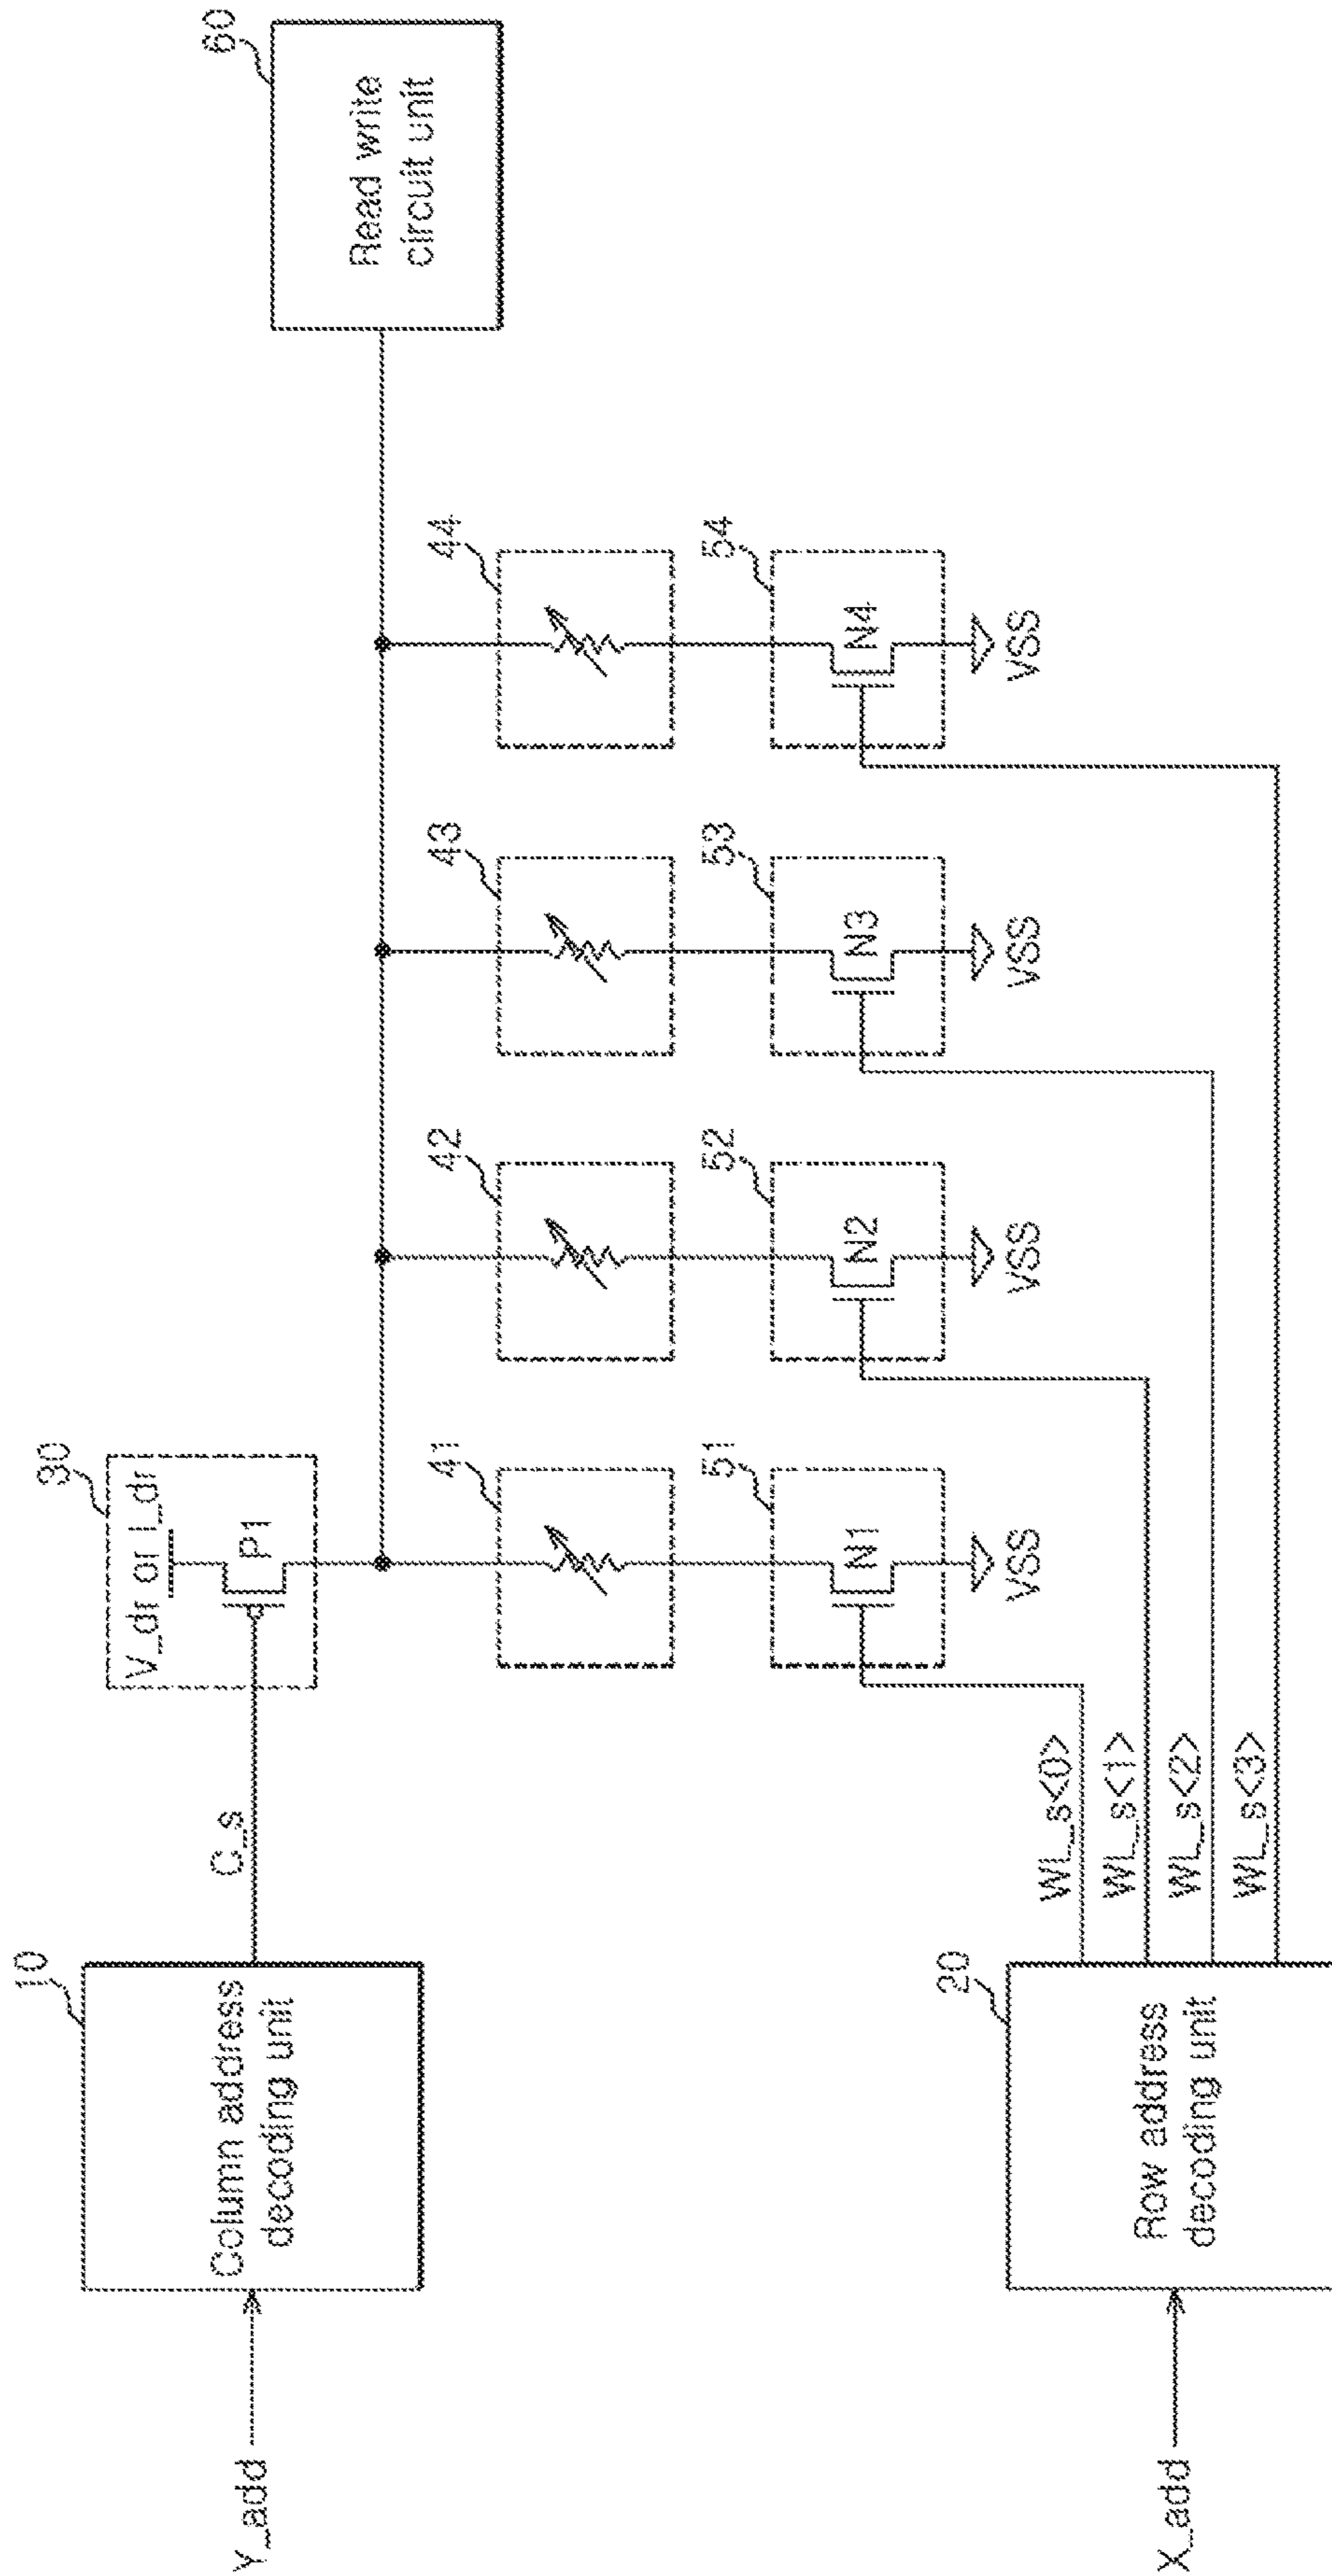 Y_add
10
Column address
decoding unit
C_s
30
V_dr or I_dr
P1
60
Read write
circuit unit
41
42
43
44
51
N1
VSS
52
N2
VSS
53
N3
VSS
54
N4
VSS
X_add
20
Row address
decoding unit
WL_s<0>
WL_s<1>
WL_s<2>
WL_s<3>